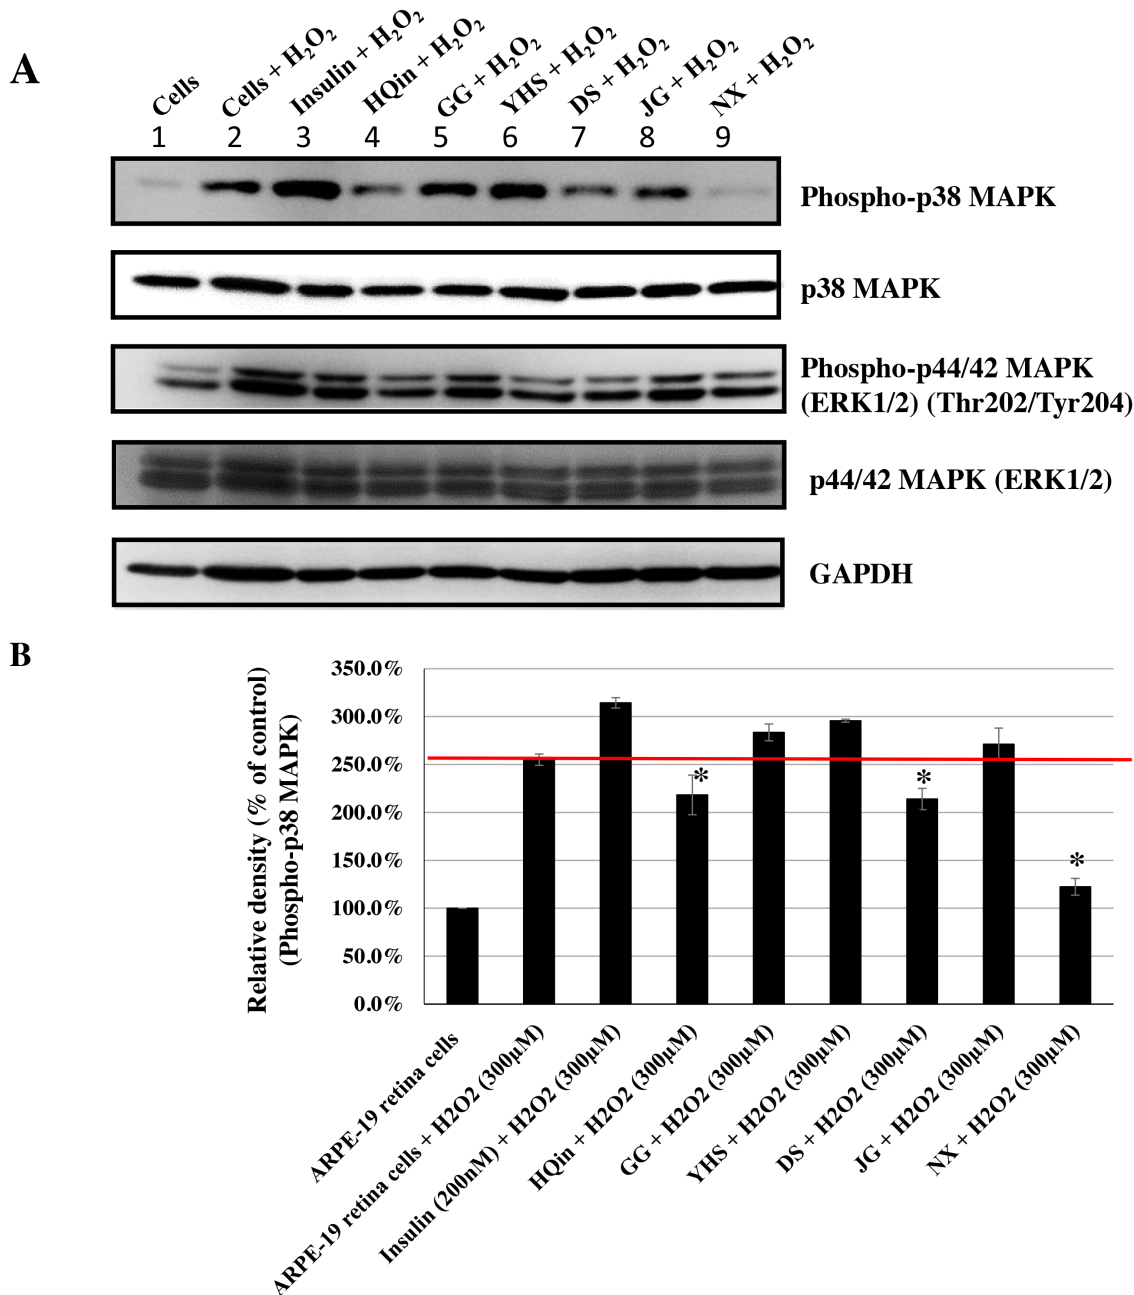 A
Cells
Cells + H₂O₂
Insulin + H₂O₂
HQin + H₂O₂
GG + H₂O₂
YHS + H₂O₂
DS + H₂O₂
JG + H₂O₂
NX + H₂O₂
1 2 3 4 5 6 7 8 9
Phospho-p38 MAPK
p38 MAPK
Phospho-p44/42 MAPK
(ERK1/2) (Thr202/Tyr204)
p44/42 MAPK (ERK1/2)
GAPDH
B
Relative density (% of control)
(Phospho-p38 MAPK)
350.0%
300.0%
250.0%
200.0%
150.0%
100.0%
50.0%
0.0%
*
*
*
ARPE-19 retina cells
ARPE-19 retina cells + H2O2 (300μM)
Insulin (200nM) + H2O2 (300μM)
HQin + H2O2 (300μM)
GG + H2O2 (300μM)
YHS + H2O2 (300μM)
DS + H2O2 (300μM)
JG + H2O2 (300μM)
NX + H2O2 (300μM)